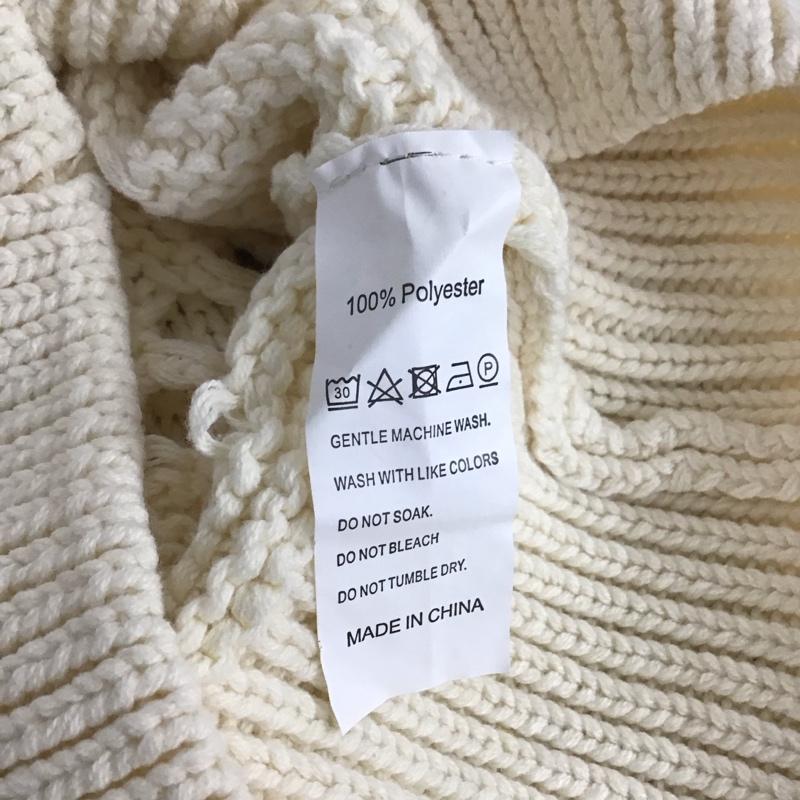 100% Polyester
30 P
GENTLE MACHINE WASH.
WASH WITH LIKE COLORS
DO NOT SOAK.
DO NOT BLEACH
DO NOT TUMBLE DRY.
MADE IN CHINA